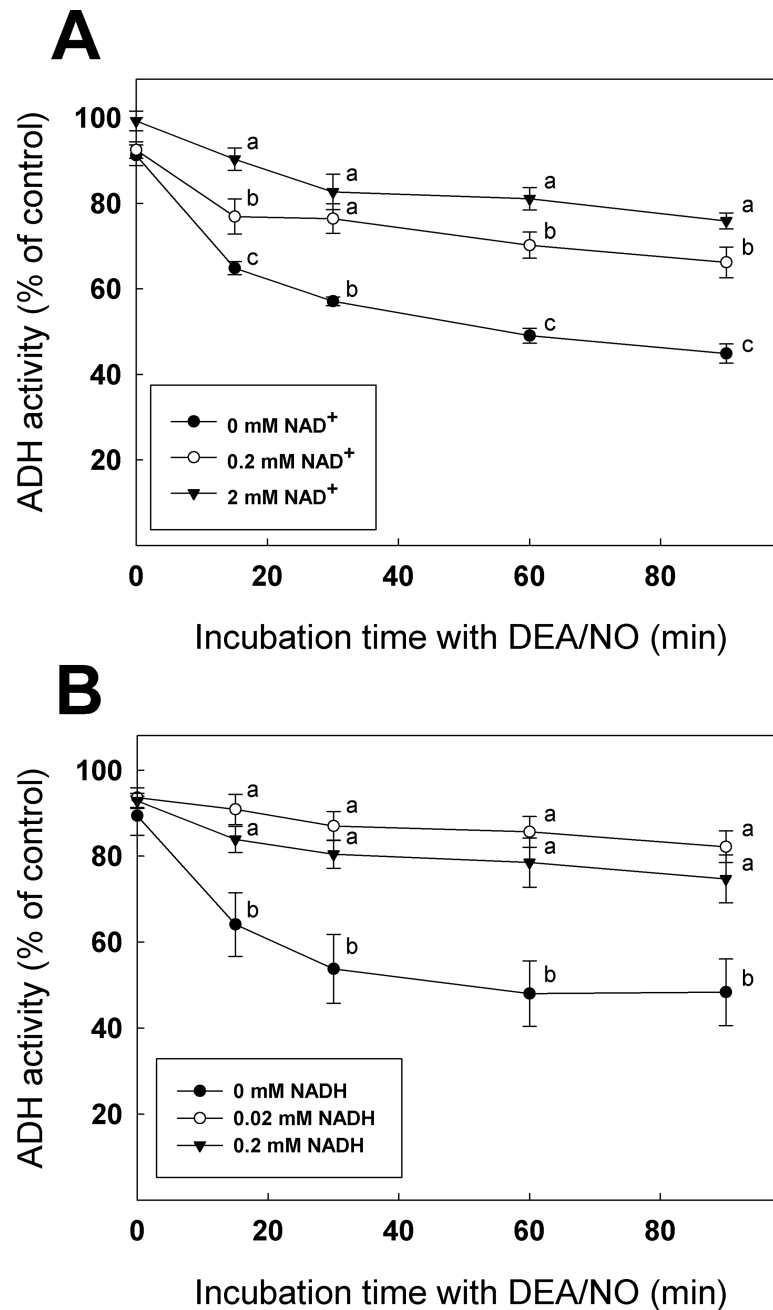 A
ADH activity (% of control)
100
80
60
40
20
a
b
c
a
a
b
a
b
c
a
b
c
0 mM NAD⁺
0.2 mM NAD⁺
2 mM NAD⁺
0 20 40 60 80
Incubation time with DEA/NO (min)
B
ADH activity (% of control)
100
80
60
40
20
a
a
b
a
a
b
a
a
b
a
a
b
0 mM NADH
0.02 mM NADH
0.2 mM NADH
0 20 40 60 80
Incubation time with DEA/NO (min)